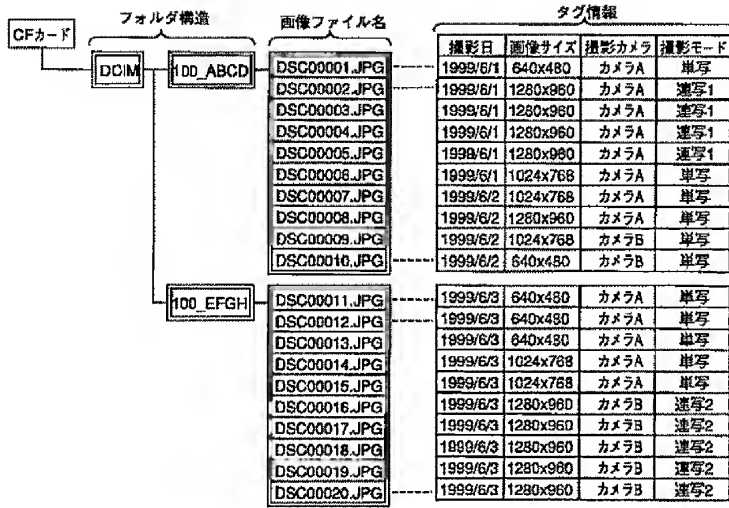 フォルダ構造 画像ファイル名 タグ情報
CFカード
撮影日 画像サイズ 撮影カメラ 撮影モード
DCIM 100_ABCD DSC00001.JPG 1999/6/1 640x480 カメラA 単写
DSC00002.JPG 1999/6/1 1280x960 カメラA 連写1
DSC00003.JPG 1999/6/1 1280x960 カメラA 連写1
DSC00004.JPG 1999/6/1 1280x960 カメラA 連写1
DSC00005.JPG 1999/6/1 1280x960 カメラA 連写1
DSC00006.JPG 1999/6/1 1024x768 カメラA 単写
DSC00007.JPG 1999/6/2 1024x768 カメラA 単写
DSC00008.JPG 1999/6/2 1280x960 カメラA 単写
DSC00009.JPG 1999/6/2 1024x768 カメラB 単写
DSC00010.JPG 1999/6/2 640x480 カメラB 単写
100_EFGH DSC00011.JPG 1999/6/3 640x480 カメラA 単写
DSC00012.JPG 1999/6/3 640x480 カメラA 単写
DSC00013.JPG 1999/6/3 640x480 カメラA 単写
DSC00014.JPG 1999/6/3 1024x768 カメラA 単写
DSC00015.JPG 1999/6/3 1024x768 カメラA 単写
DSC00016.JPG 1999/6/3 1280x960 カメラB 連写2
DSC00017.JPG 1999/6/3 1280x960 カメラB 連写2
DSC00018.JPG 1999/6/3 1280x960 カメラB 連写2
DSC00019.JPG 1999/6/3 1280x960 カメラB 連写2
DSC00020.JPG 1999/6/3 1280x960 カメラB 連写2